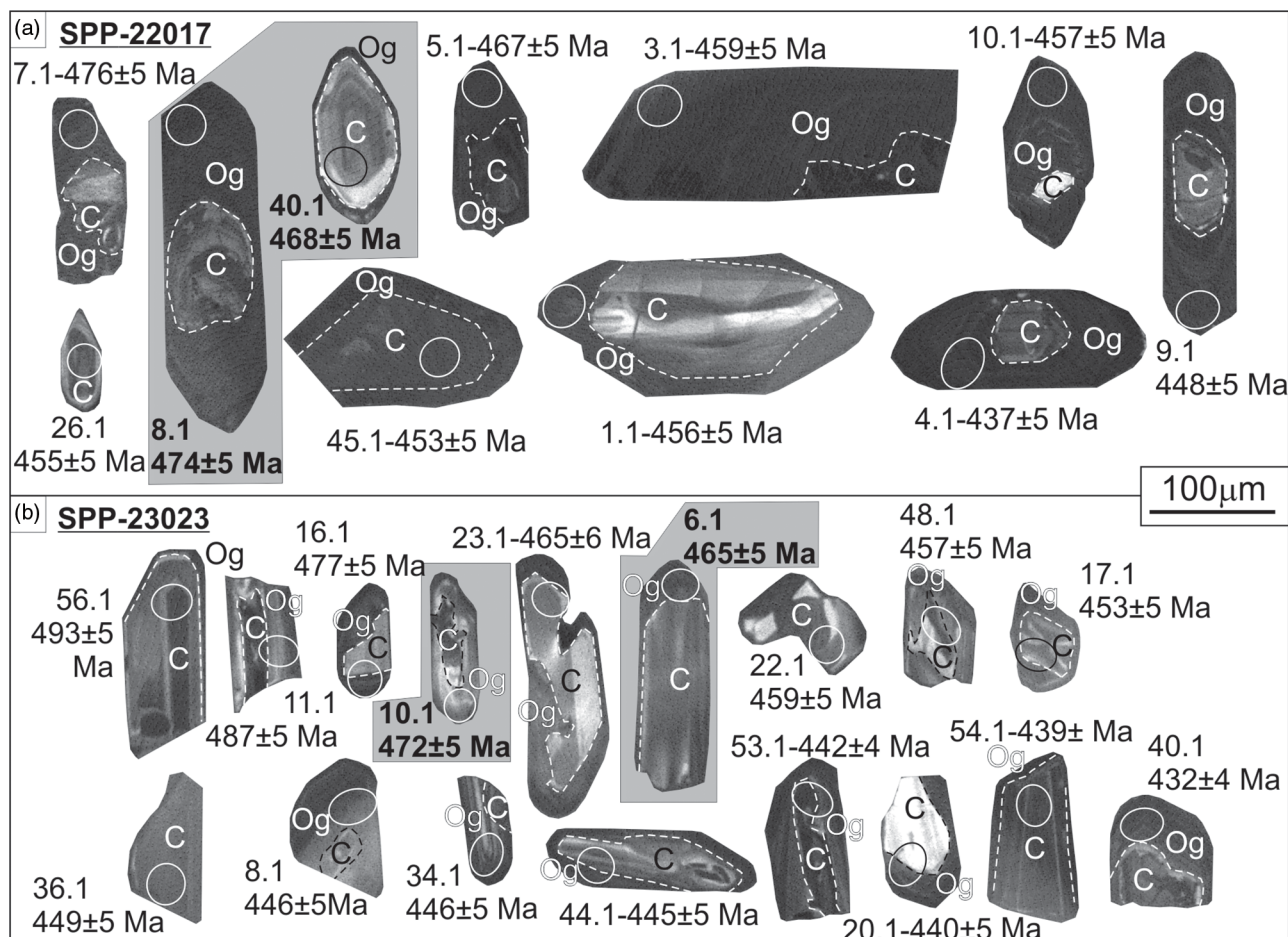 (a) SPP-22017
7.1-476±5 Ma
Og
C
Og
C
8.1
474±5 Ma
Og
C
40.1
468±5 Ma
5.1-467±5 Ma
C
Og
3.1-459±5 Ma
Og
C
10.1-457±5 Ma
Og
C
Og
C
9.1
448±5 Ma
C
26.1
455±5 Ma
Og
C
45.1-453±5 Ma
C
Og
1.1-456±5 Ma
C
Og
4.1-437±5 Ma
100µm
(b) SPP-23023
56.1
493±5
Ma
Og
C
Og
C
11.1
487±5 Ma
16.1
477±5 Ma
Og
C
C
Og
10.1
472±5 Ma
23.1-465±6 Ma
C
Og
6.1
465±5 Ma
Og
C
C
22.1
459±5 Ma
48.1
457±5 Ma
Og
C
17.1
453±5 Ma
Og
C
C
36.1
449±5 Ma
Og
C
8.1
446±5Ma
Og
C
34.1
446±5 Ma
C
Og
44.1-445±5 Ma
53.1-442±4 Ma
Og
C
C
Og
20.1-440±5 Ma
54.1-439± Ma
Og
C
40.1
432±4 Ma
Og
C